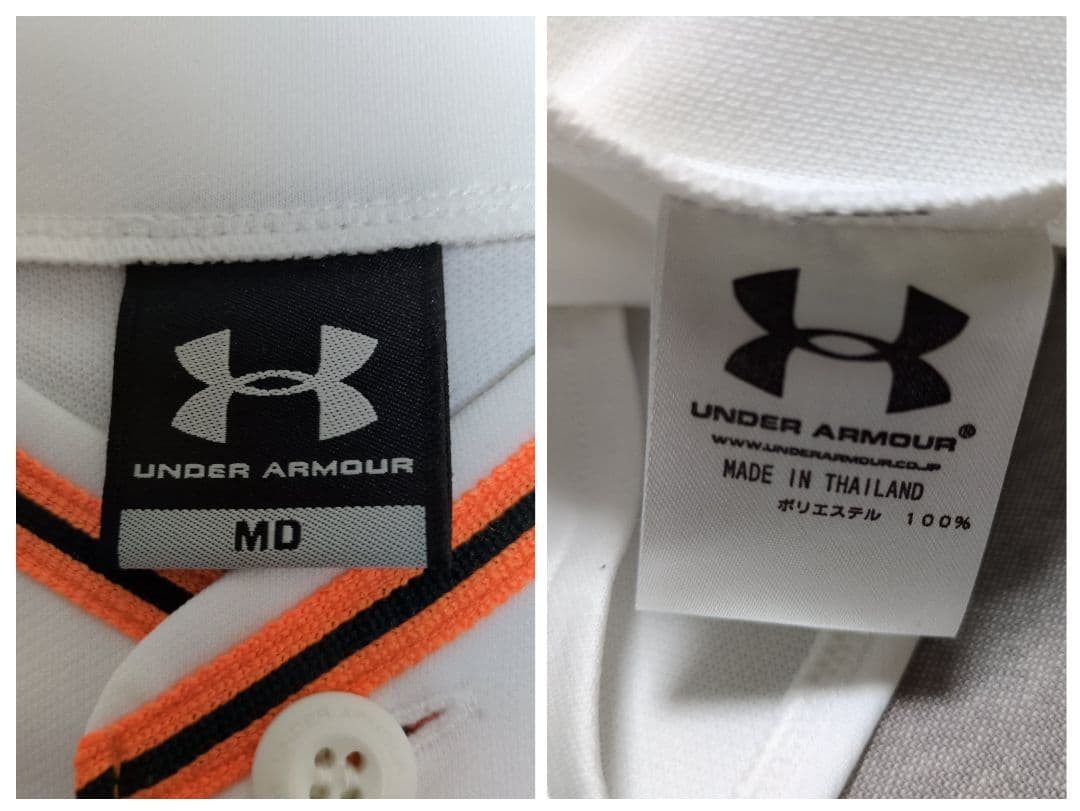 UNDER ARMOUR
MD
UNDER ARMOUR®
WWW.UNDERARMOUR.CO.JP
MADE IN THAILAND
ポリエステル 100%